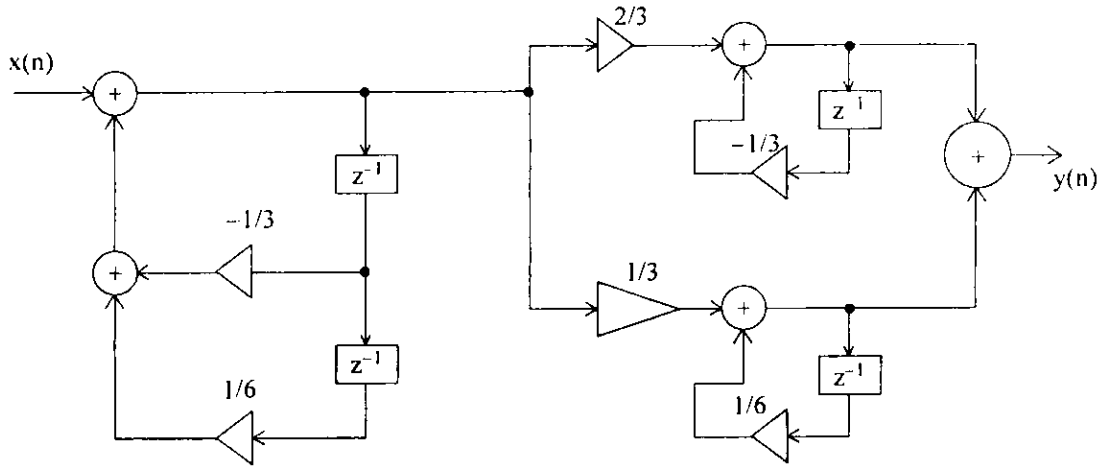 2/3
x(n)
+
+
z⁻¹
−1/3
z⁻¹
−1/3
+
y(n)
1/3
+
+
z⁻¹
z⁻¹
1/6
1/6